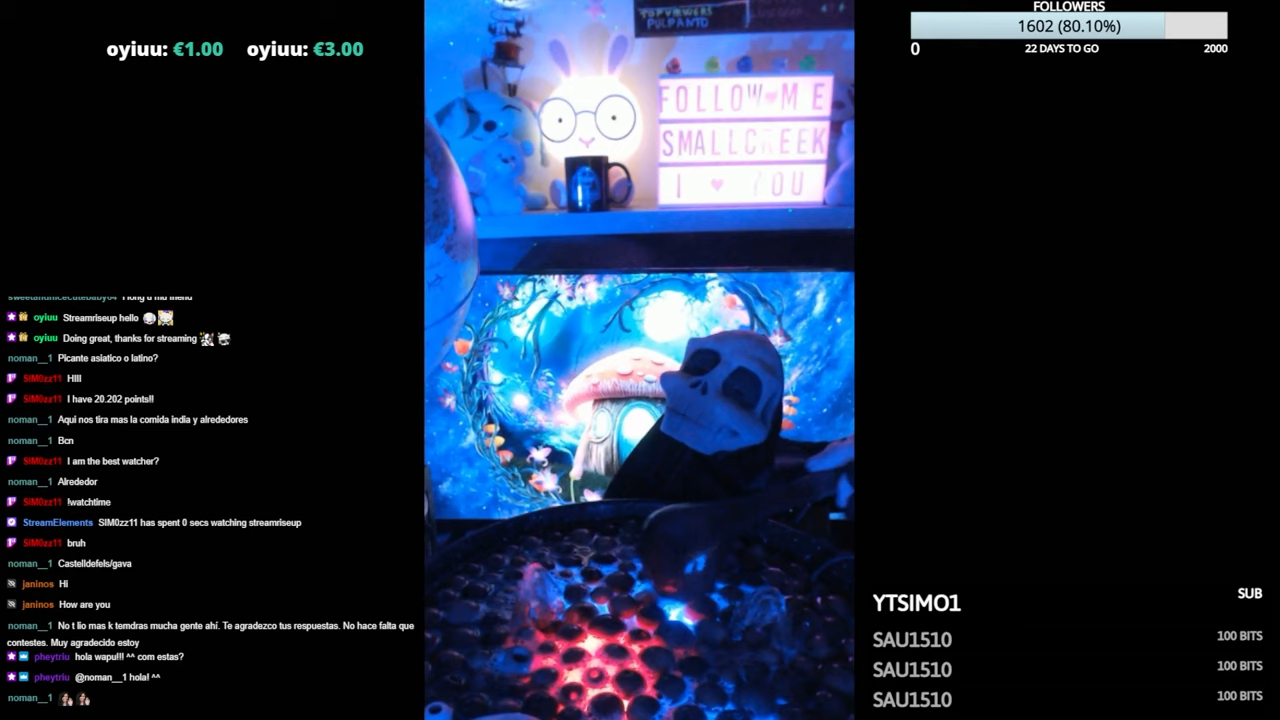 oyiuu: €1.00 oyiuu: €3.00
TOPVIEWERS
PULPANTO
FOLLOW♥ME
SMALLCREEK
I ♥ YOU
FOLLOWERS
1602 (80.10%)
0 22 DAYS TO GO 2000
oyiuu Streamriseup hello
oyiuu Doing great, thanks for streaming
noman__1 Picante asiatico o latino?
SIM0zz11 HIII
SIM0zz11 I have 20.202 points!!
noman__1 Aqui nos tira mas la comida india y alrededores
noman__1 Bcn
SIM0zz11 I am the best watcher?
noman__1 Alrededor
SIM0zz11 !watchtime
StreamElements SIM0zz11 has spent 0 secs watching streamriseup
SIM0zz11 bruh
noman__1 Castelldefels/gava
janinos Hi
janinos How are you
noman__1 No t lio mas k temdras mucha gente ahí. Te agradezco tus respuestas. No hace falta que
contestes. Muy agradecido estoy
pheytriu hola wapu!!! ^^ com estas?
pheytriu @noman__1 hola! ^^
noman__1
YTSIMO1 SUB
SAU1510 100 BITS
SAU1510 100 BITS
SAU1510 100 BITS